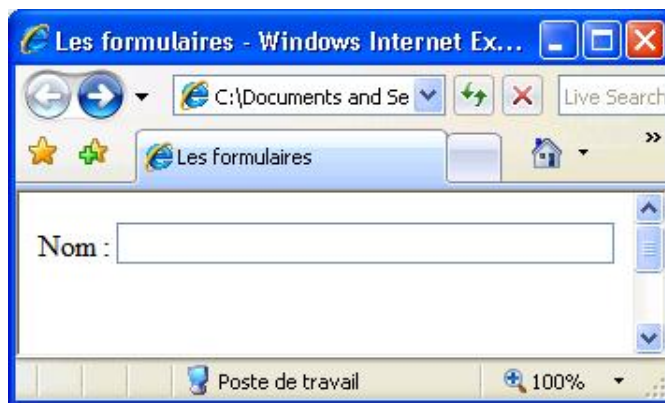 Les formulaires - Windows Internet Ex...
C:\Documents and Se
Live Search
Les formulaires
»
Nom :
Poste de travail
100%